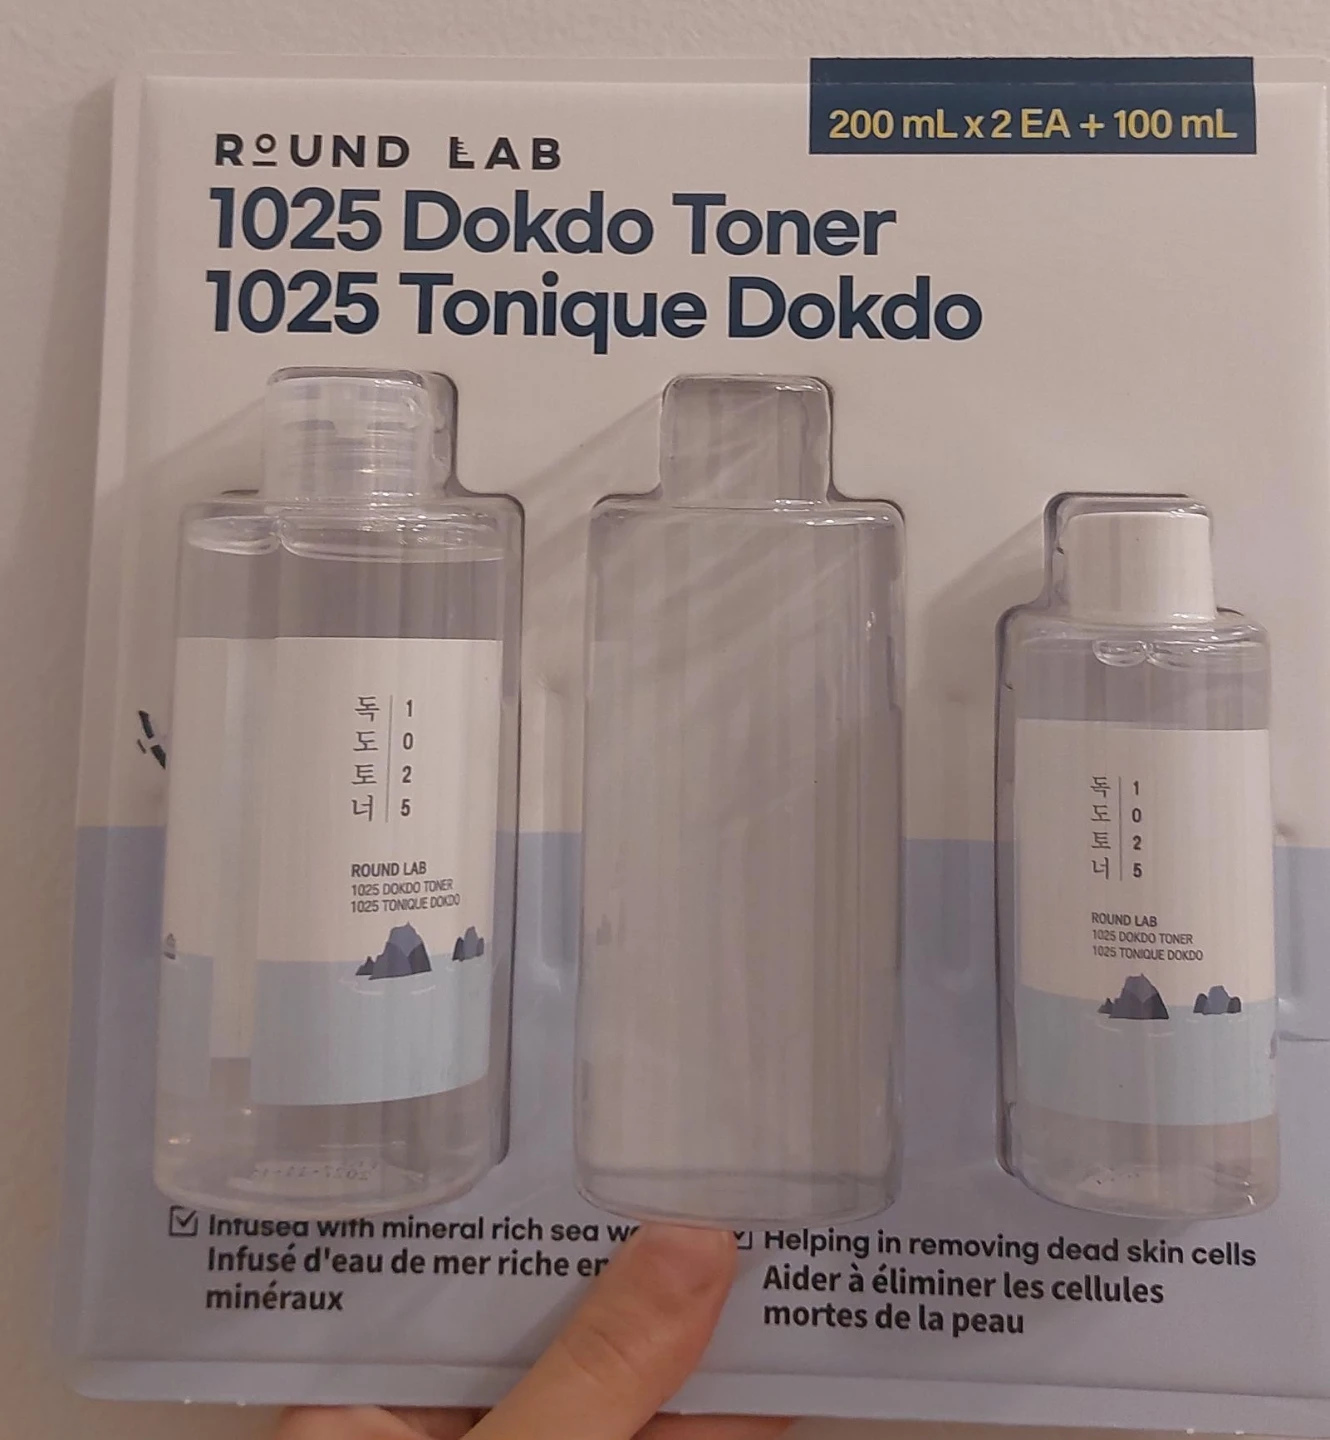 200 mL x 2 EA + 100 mL
ROUND LAB
1025 Dokdo Toner
1025 Tonique Dokdo
독 1
도 0
토 2
너 5
ROUND LAB
1025 DOKDO TONER
1025 TONIQUE DOKDO
독 1
도 0
토 2
너 5
ROUND LAB
1025 DOKDO TONER
1025 TONIQUE DOKDO
Infused with mineral rich sea
Infusé d'eau de mer riche
minéraux
Helping in removing dead skin cells
Aider à éliminer les cellules
mortes de la peau